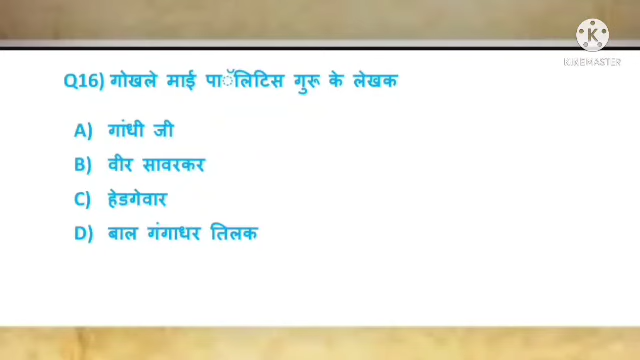 K
KINEMASTER
Q16) गोखले माई पाॅलिटिस गुरू के लेखक
A) गांधी जी
B) वीर सावरकर
C) हेडगेवार
D) बाल गंगाधर तिलक